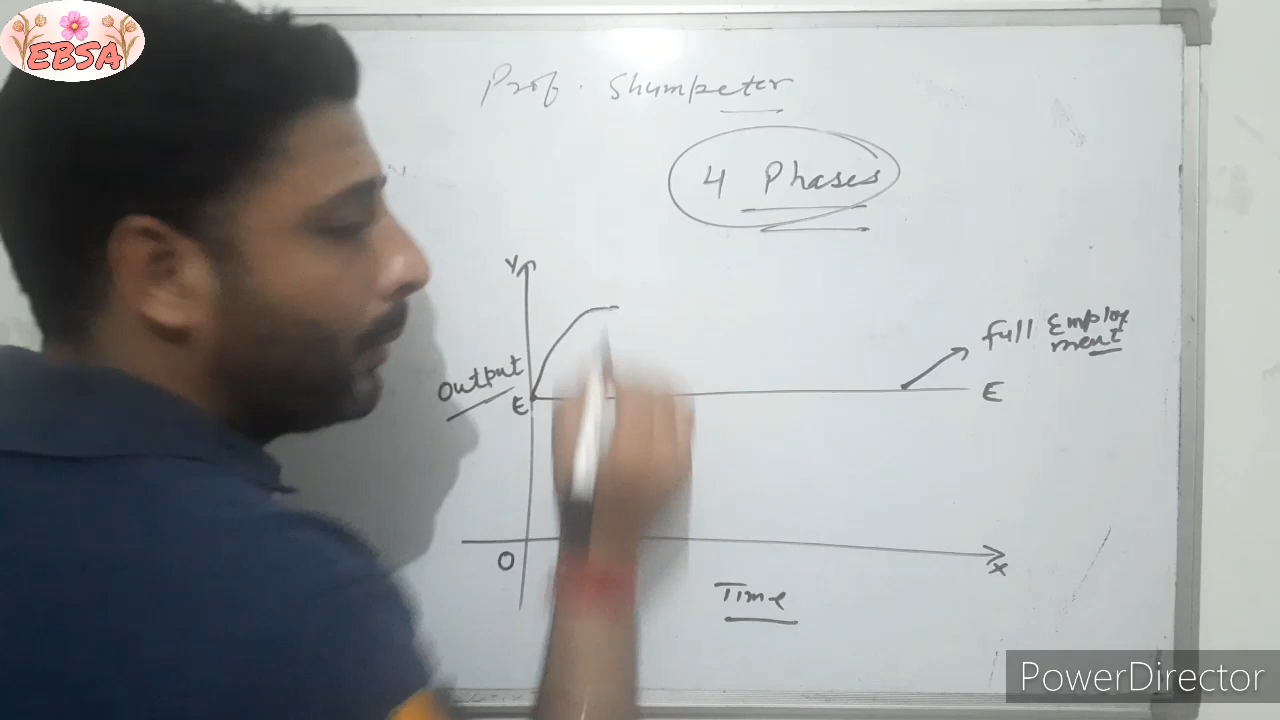 EBSA
Prof. Shumpeter
4 Phases
Y
Output
E
full Employ
ment
E
O
X
Time
PowerDirector